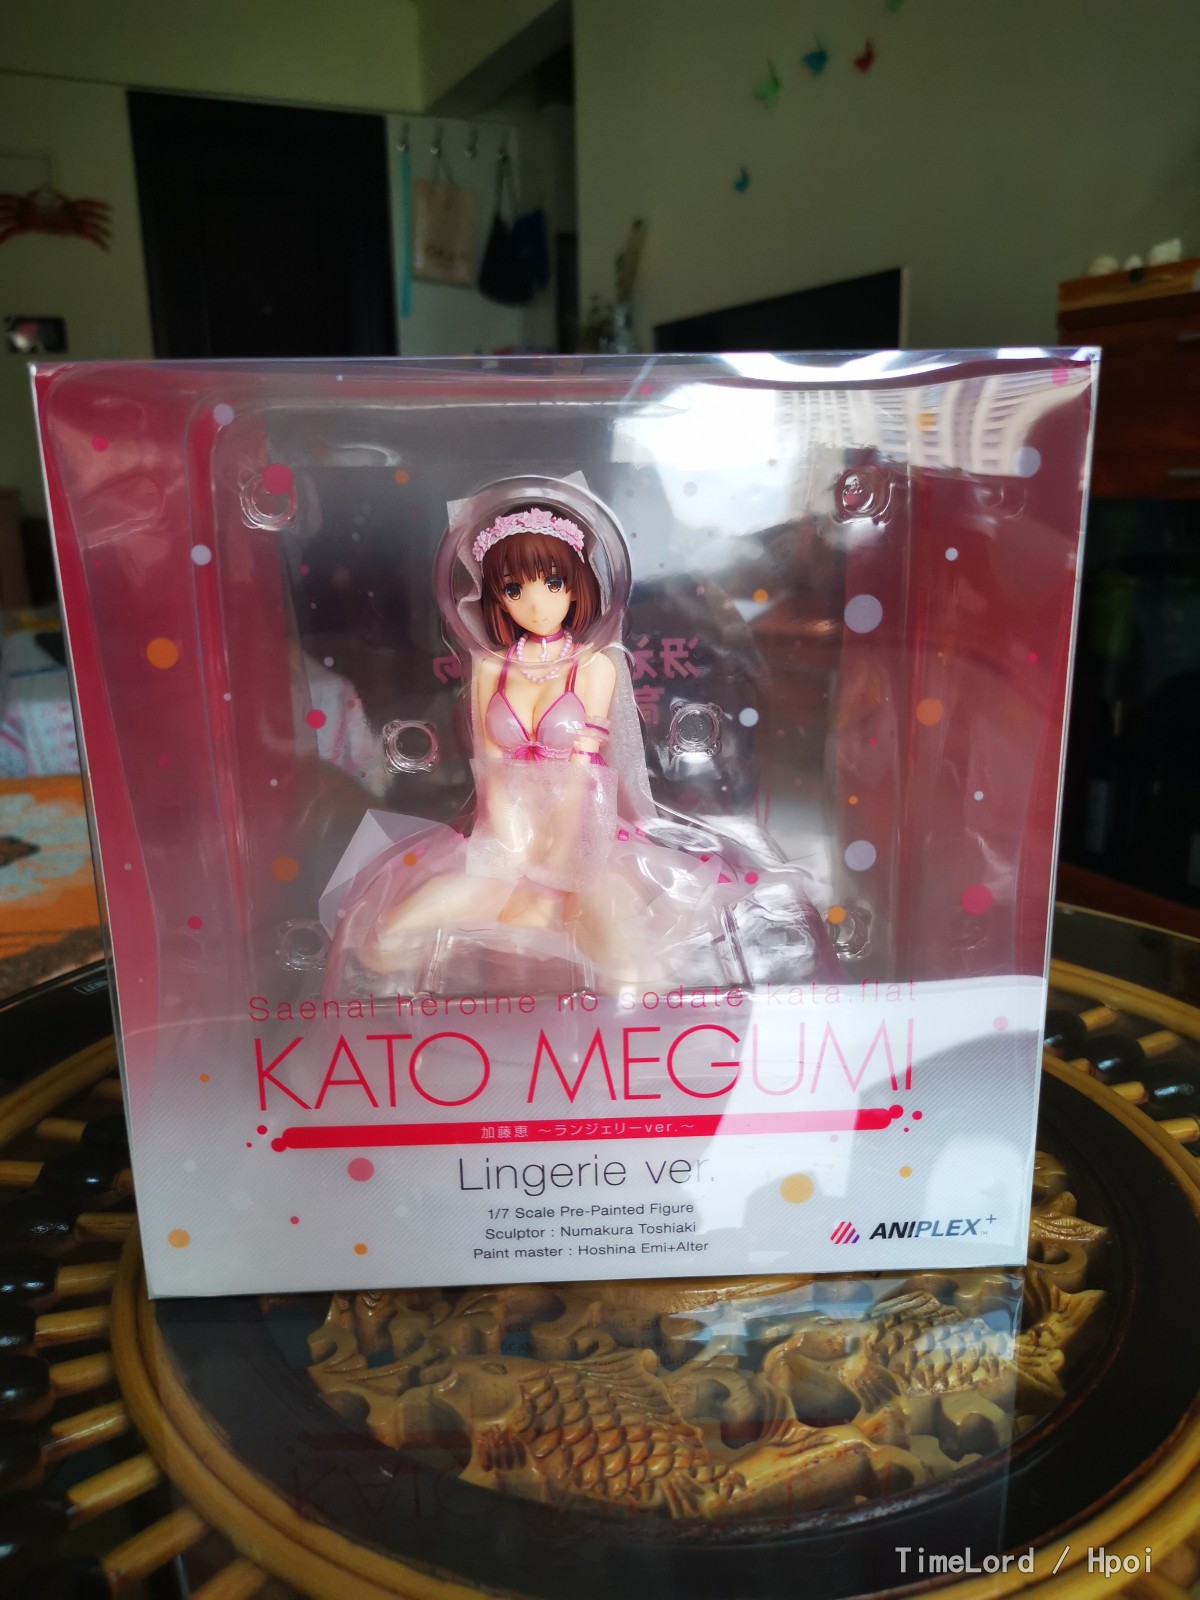 Saenai heroine no sodate kata.flat
KATO MEGUMI
加藤恵 ～ランジェリーver.～
Lingerie ver.
1/7 Scale Pre-Painted Figure
Sculptor : Numakura Toshiaki
Paint master : Hoshina Emi+Alter
ANIPLEX+
TimeLord / Hpoi